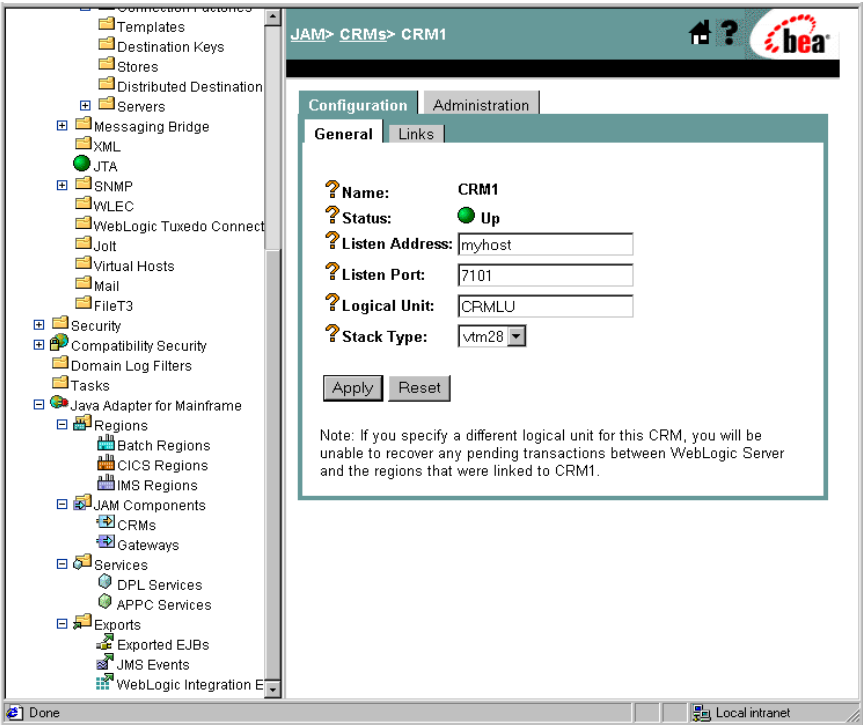 Connection Factories
Templates
Destination Keys
Stores
Distributed Destination
Servers
Messaging Bridge
XML
JTA
SNMP
WLEC
WebLogic Tuxedo Connect
Jolt
Virtual Hosts
Mail
FileT3
Security
Compatibility Security
Domain Log Filters
Tasks
Java Adapter for Mainframe
Regions
Batch Regions
CICS Regions
IMS Regions
JAM Components
CRMs
Gateways
Services
DPL Services
APPC Services
Exports
Exported EJBs
JMS Events
WebLogic Integration E
JAM> CRMs> CRM1
? bea
Configuration Administration
General Links
? Name: CRM1
? Status: Up
? Listen Address: myhost
? Listen Port: 7101
? Logical Unit: CRMLU
? Stack Type: vtm28
Apply Reset
Note: If you specify a different logical unit for this CRM, you will be
unable to recover any pending transactions between WebLogic Server
and the regions that were linked to CRM1.
Done Local intranet